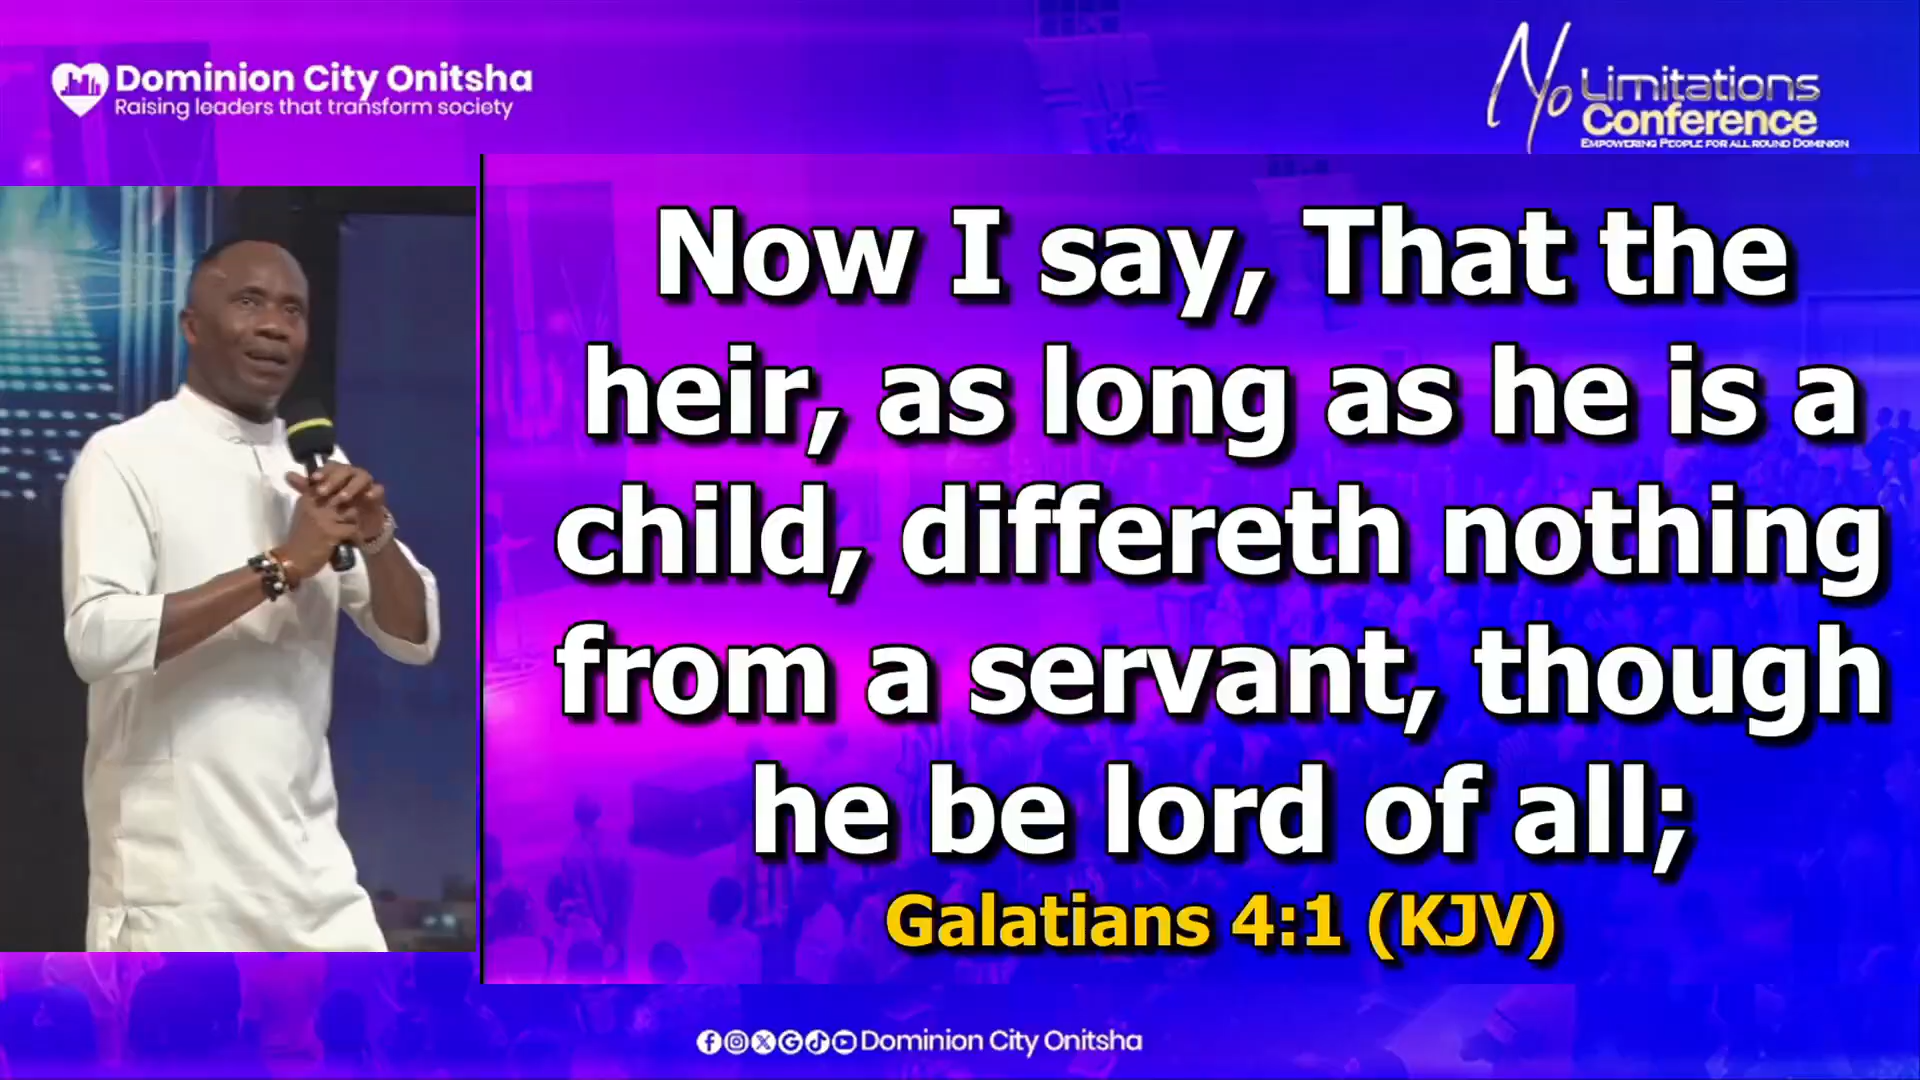 Dominion City Onitsha
Raising leaders that transform society
No Limitations
Conference
EMPOWERING PEOPLE FOR ALL ROUND DOMINION
Now I say, That the
heir, as long as he is a
child, differeth nothing
from a servant, though
he be lord of all;
Galatians 4:1 (KJV)
Dominion City Onitsha